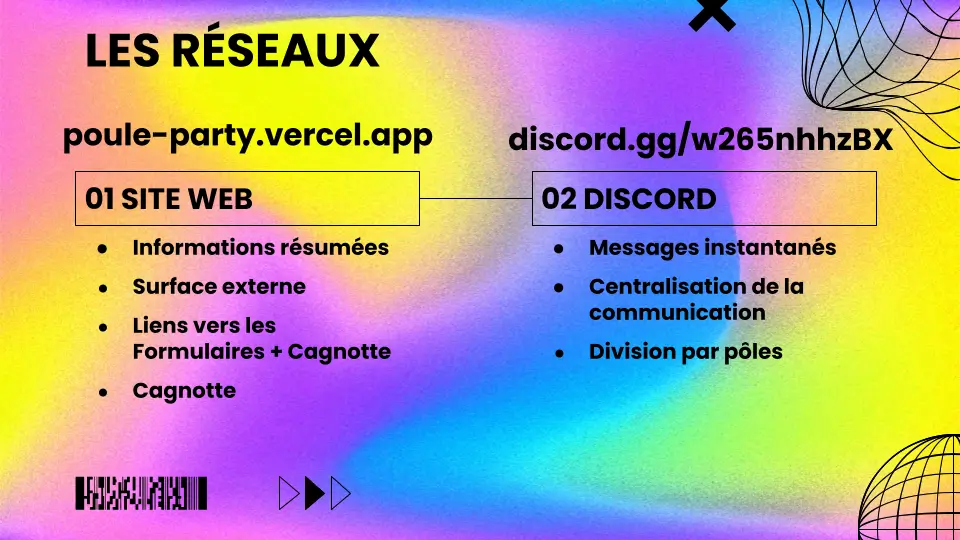 LES RÉSEAUX
poule-party.vercel.app
01 SITE WEB
● Informations résumées
● Surface externe
● Liens vers les
Formulaires + Cagnotte
● Cagnotte
discord.gg/w265nhhzBX
02 DISCORD
● Messages instantanés
● Centralisation de la
communication
● Division par pôles